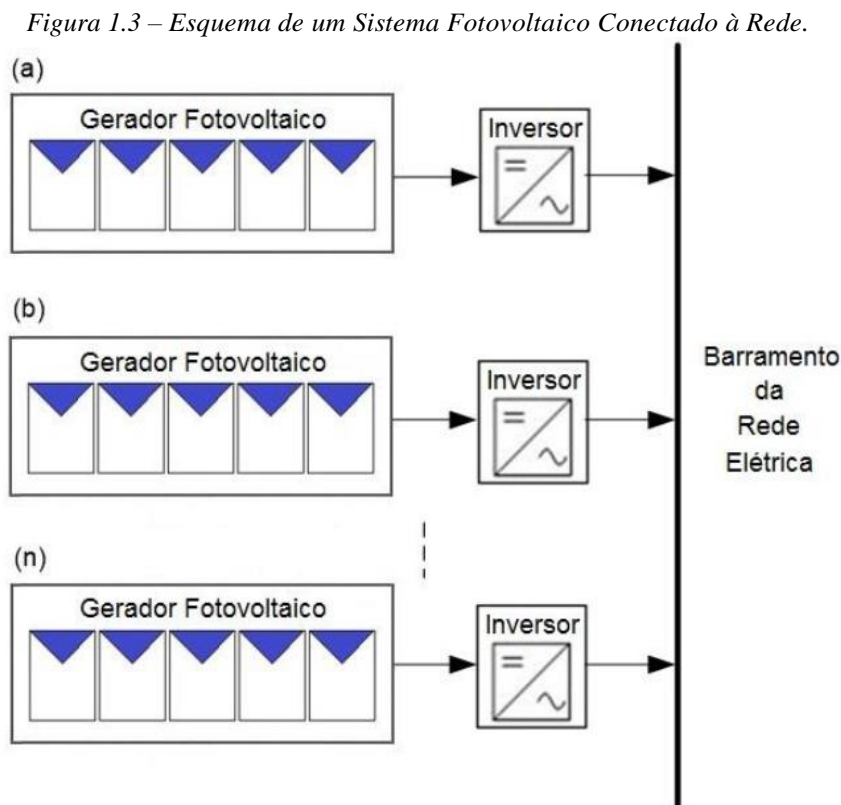 Figura 1.3 – Esquema de um Sistema Fotovoltaico Conectado à Rede.
(a)
Gerador Fotovoltaico
Inversor
(b)
Gerador Fotovoltaico
Inversor
Barramento
da
Rede
Elétrica
(n)
Gerador Fotovoltaico
Inversor